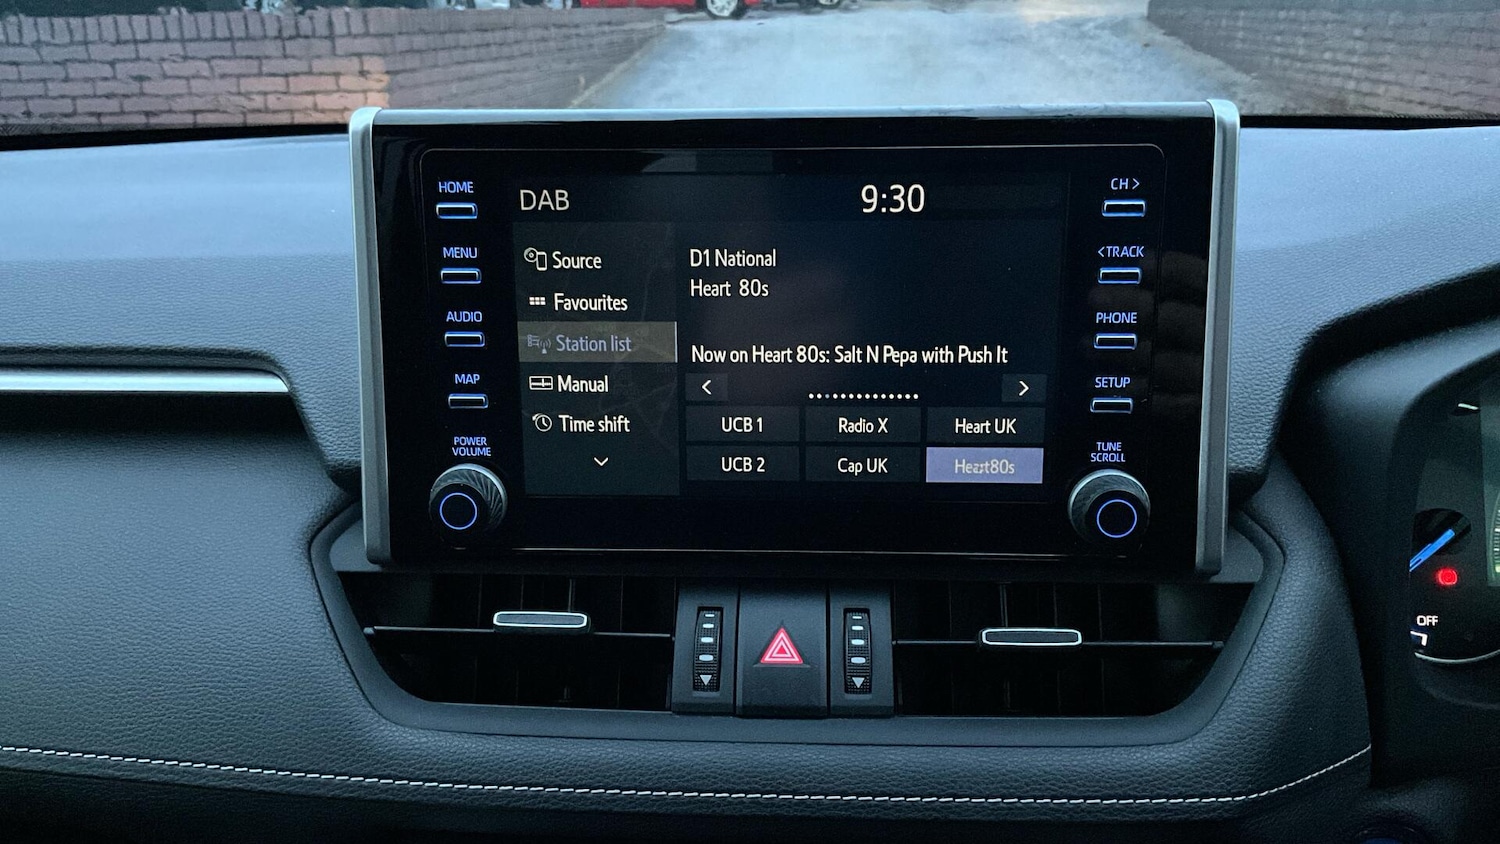 HOME
MENU
AUDIO
MAP
POWER
VOLUME
DAB
9:30
Source
Favourites
Station list
Manual
Time shift
D1 National
Heart 80s
Now on Heart 80s: Salt N Pepa with Push It
UCB 1
Radio X
Heart UK
UCB 2
Cap UK
Heart80s
CH >
< TRACK
PHONE
SETUP
TUNE
SCROLL
OFF